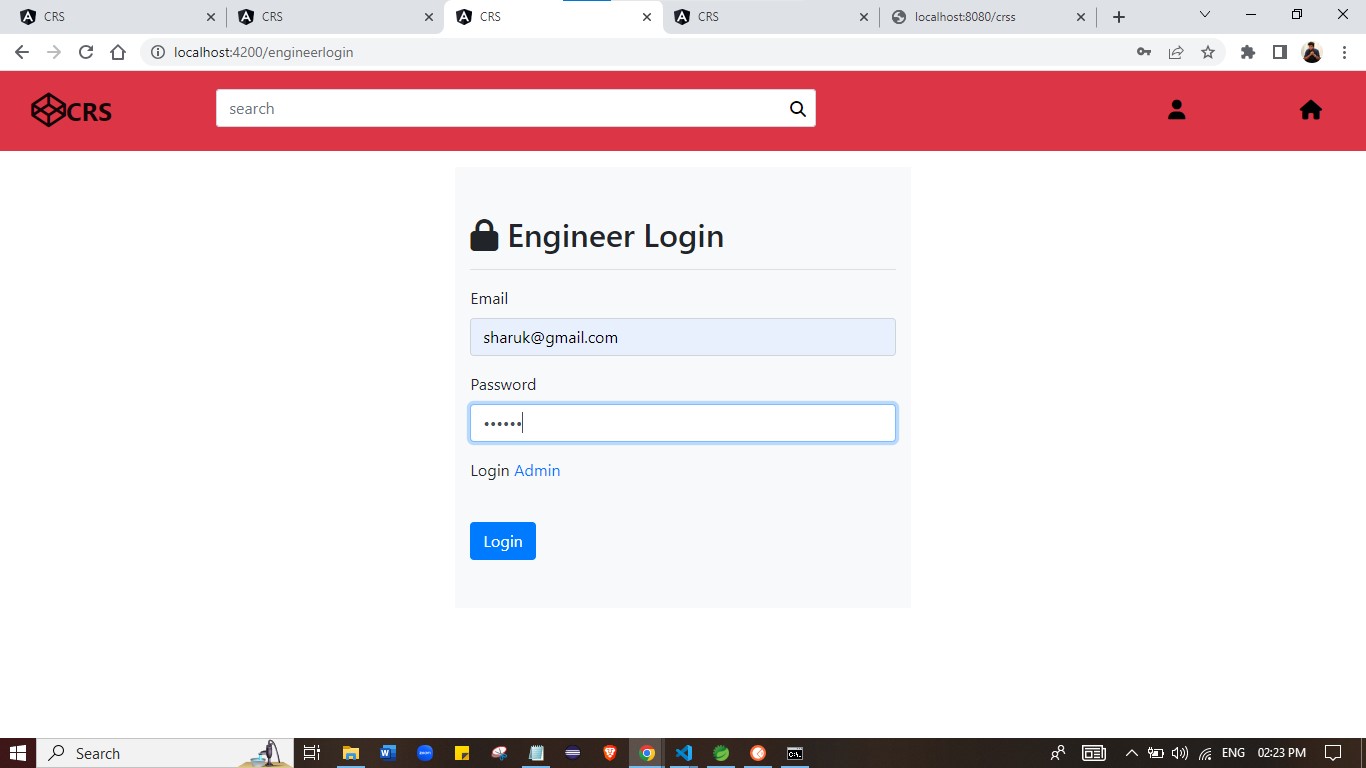 CRS
CRS
CRS
CRS
localhost:8080/crss
localhost:4200/engineerlogin
CRS
search
Engineer Login
Email
sharuk@gmail.com
Password
••••••
Login Admin
Login
Search
ENG
02:23 PM